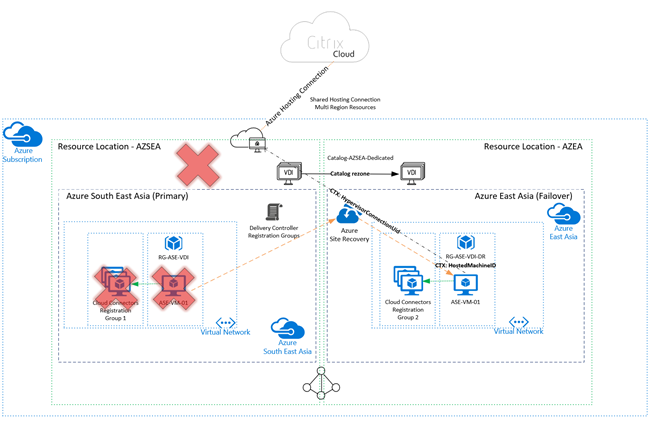 Citrix
Cloud
Azure Hosting Connection
Shared Hosting Connection
Multi Region Resources
Azure
Subscription
Resource Location - AZSEA
Resource Location - AZEA
Catalog-AZSEA-Dedicated
VDI
Catalog rezone
VDI
Azure South East Asia (Primary)
Azure East Asia (Failover)
CTX: HypervisorConnectionUid
Delivery Controller
Registration Groups
Azure
Site Recovery
Azure
East Asia
RG-ASE-VDI
RG-ASE-VDI-DR
CTX: HostedMachineID
Cloud Connectors
Registration
Group 1
ASE-VM-01
Cloud Connectors
Registration
Group 2
ASE-VM-01
Virtual Network
Virtual Network
Azure
South East Asia